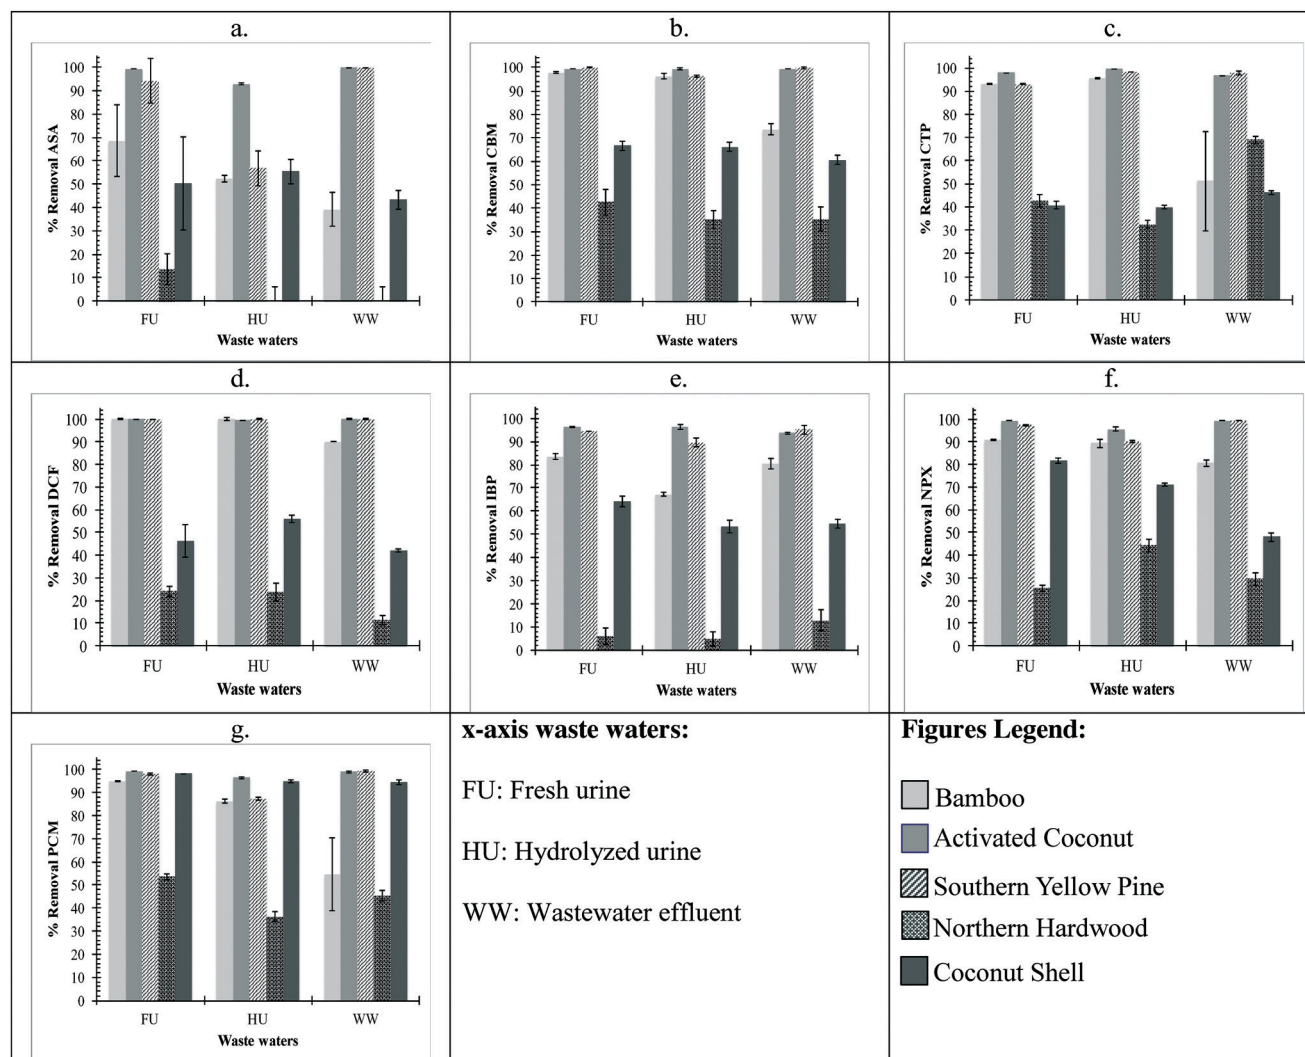 a.
% Removal ASA
100
90
80
70
60
50
40
30
20
10
0
FU HU WW
Waste waters
b.
% Removal CBM
100
90
80
70
60
50
40
30
20
10
0
FU HU WW
Waste waters
c.
% Removal CTP
100
90
80
70
60
50
40
30
20
10
0
FU HU WW
Waste waters
d.
% Removal DCF
100
90
80
70
60
50
40
30
20
10
0
FU HU WW
Waste waters
e.
% Removal IBP
100
90
80
70
60
50
40
30
20
10
0
FU HU WW
Waste waters
f.
% Removal NPX
100
90
80
70
60
50
40
30
20
10
0
FU HU WW
Waste waters
g.
% Removal PCM
100
90
80
70
60
50
40
30
20
10
0
FU HU WW
Waste waters
x-axis waste waters:
FU: Fresh urine
HU: Hydrolyzed urine
WW: Wastewater effluent
Figures Legend:
Bamboo
Activated Coconut
Southern Yellow Pine
Northern Hardwood
Coconut Shell